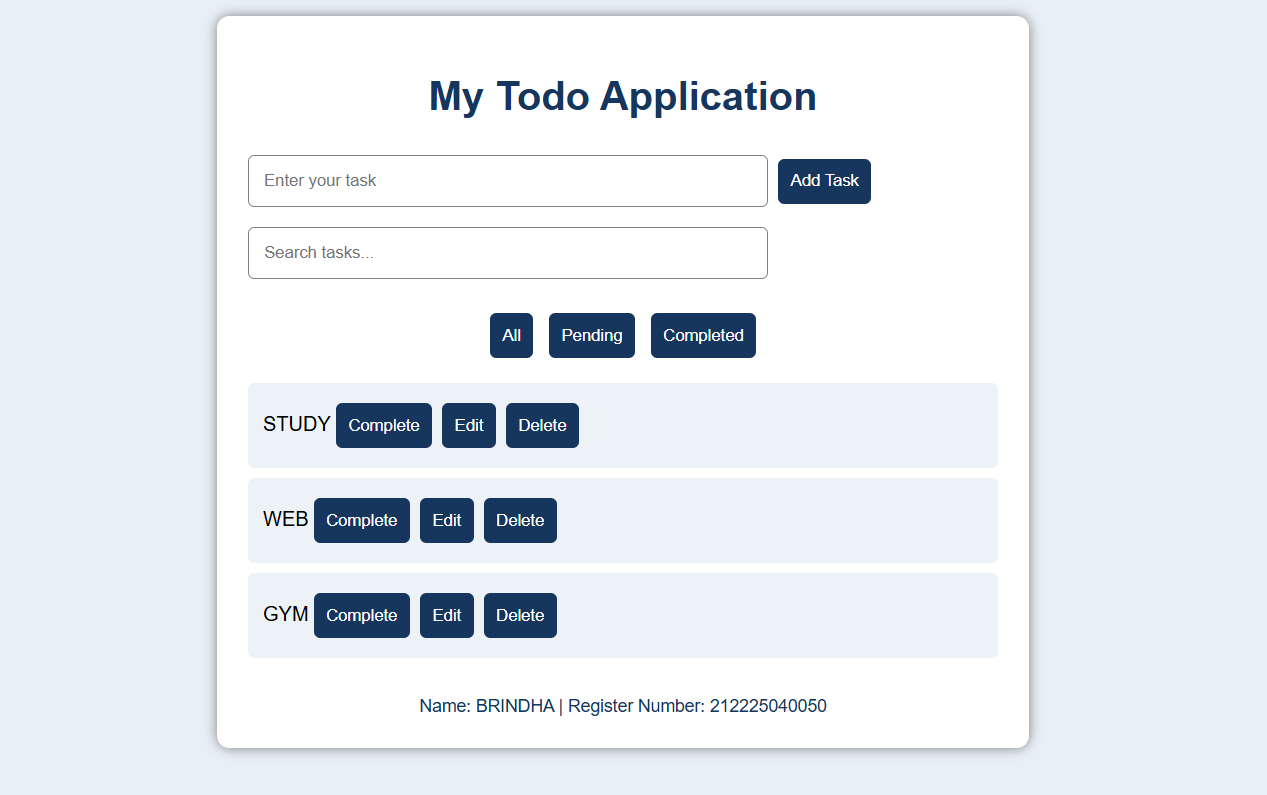 My Todo Application
Enter your task Add Task
Search tasks...
All Pending Completed
STUDY Complete Edit Delete
WEB Complete Edit Delete
GYM Complete Edit Delete
Name: BRINDHA | Register Number: 212225040050